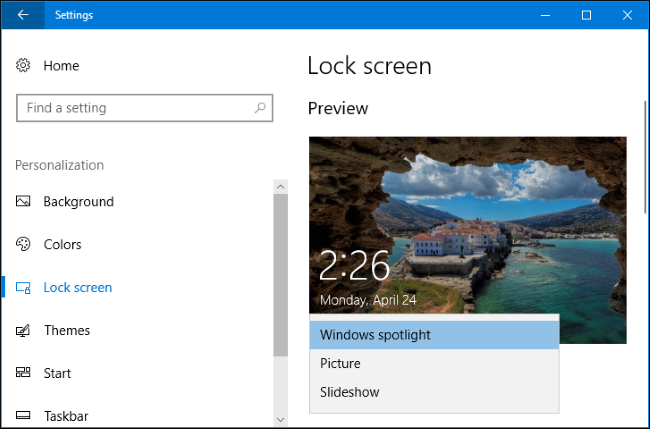 Settings
Home
Find a setting
Personalization
Background
Colors
Lock screen
Themes
Start
Taskbar
Lock screen
Preview
2:26
Monday, April 24
Windows spotlight
Picture
Slideshow